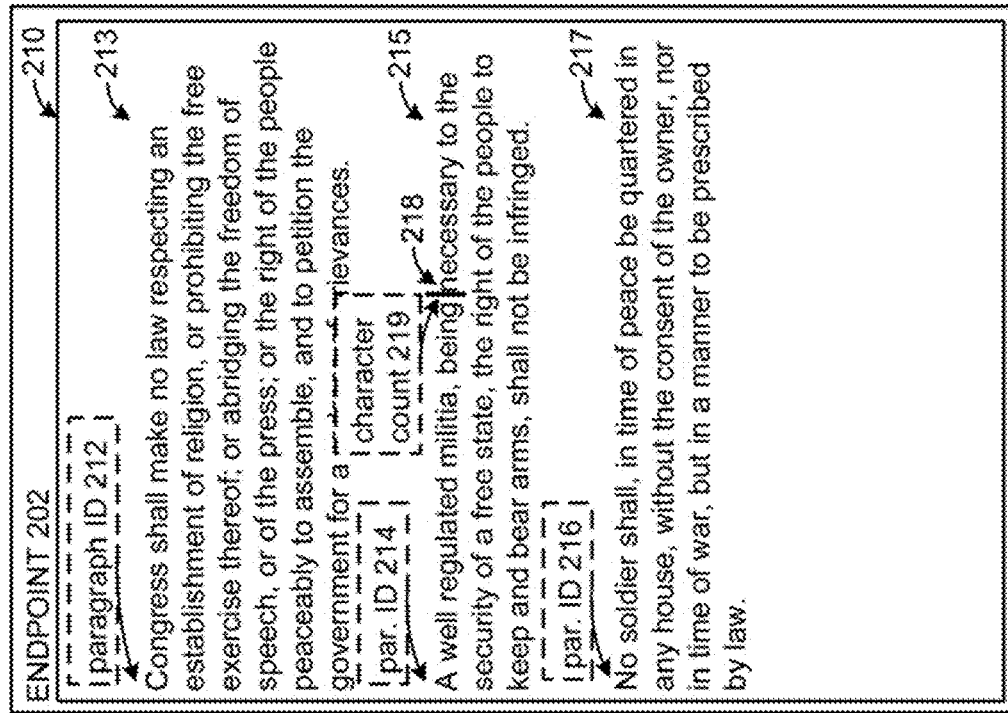 ENDPOINT 202
210
paragraph ID 212
213
Congress shall make no law respecting an
establishment of religion, or prohibiting the free
exercise thereof; or abridging the freedom of
speech, or of the press; or the right of the people
peaceably to assemble, and to petition the
government for a rievances.
par. ID 214
character
count 219
218
215
A well regulated militia, being necessary to the
security of a free state, the right of the people to
keep and bear arms, shall not be infringed.
par. ID 216
217
No soldier shall, in time of peace be quartered in
any house, without the consent of the owner, nor
in time of war, but in a manner to be prescribed
by law.